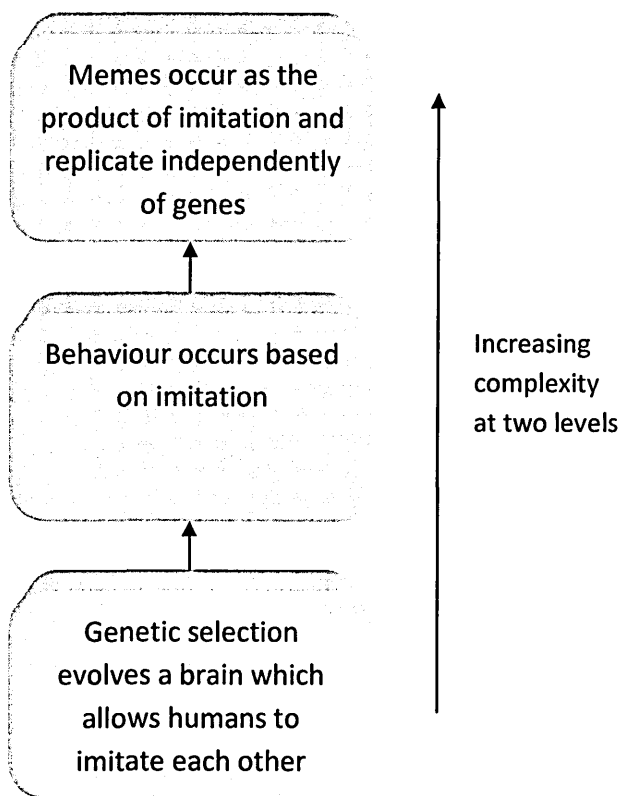 Memes occur as the
product of imitation and
replicate independently
of genes
Behaviour occurs based
on imitation
Increasing
complexity
at two levels
Genetic selection
evolves a brain which
allows humans to
imitate each other